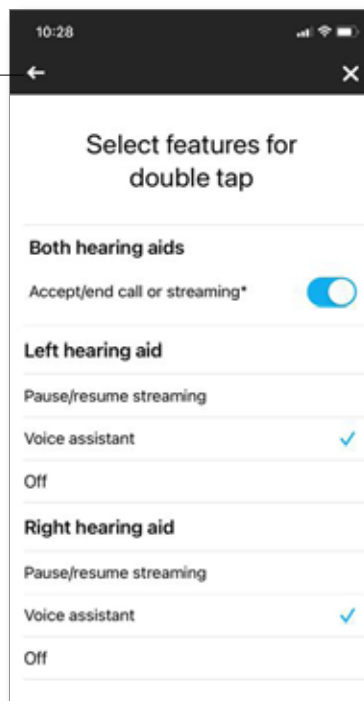 10:28
Select features for
double tap
Both hearing aids
Accept/end call or streaming*
Left hearing aid
Pause/resume streaming
Voice assistant
Off
Right hearing aid
Pause/resume streaming
Voice assistant
Off